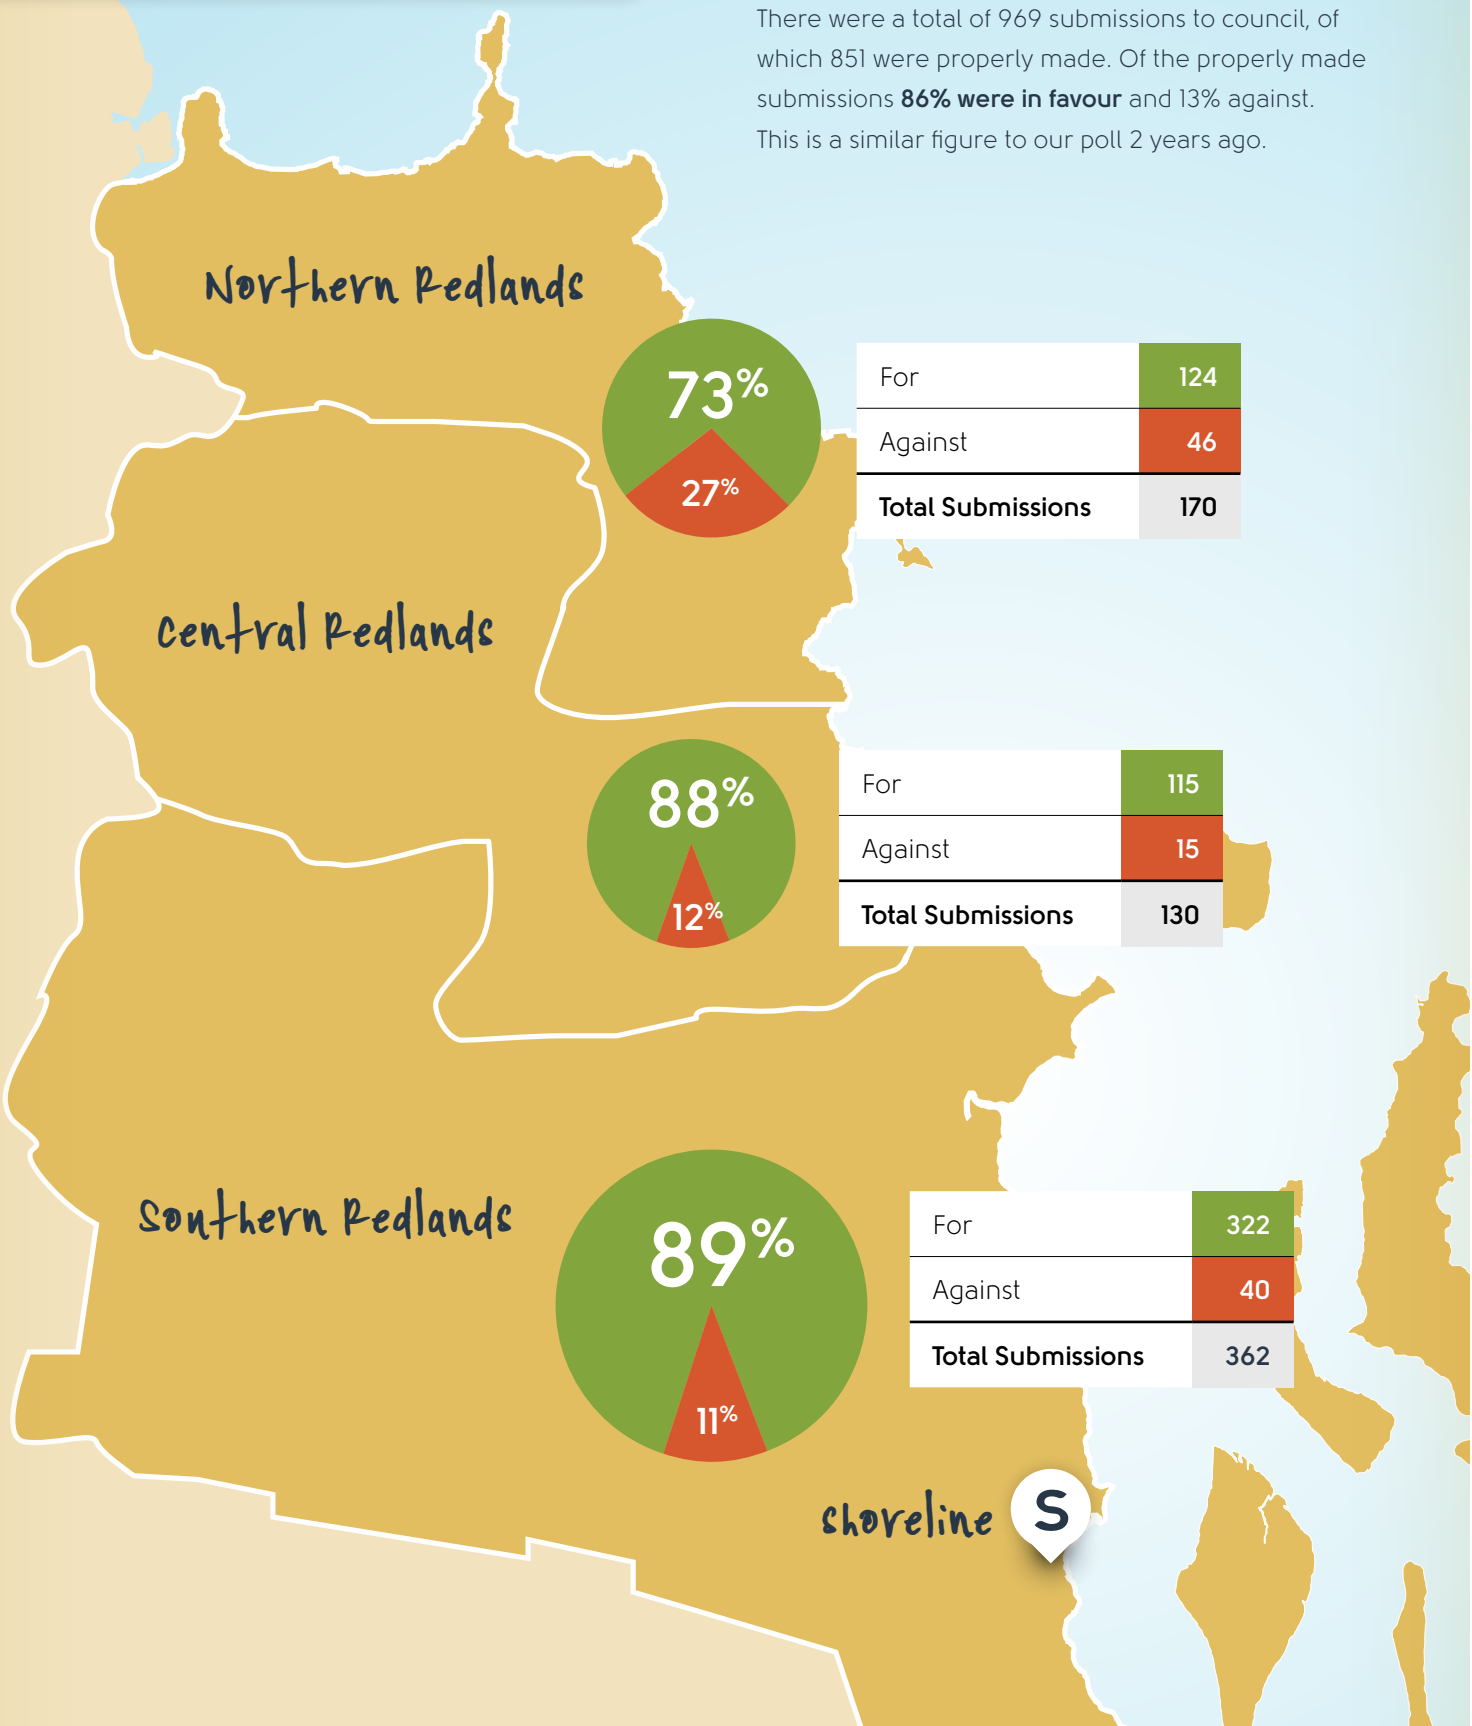 There were a total of 969 submissions to council, of
which 851 were properly made. Of the properly made
submissions 86% were in favour and 13% against.
This is a similar figure to our poll 2 years ago.
Northern Redlands
73%
27%
For 124
Against 46
Total Submissions 170
Central Redlands
88%
12%
For 115
Against 15
Total Submissions 130
Southern Redlands
89%
11%
For 322
Against 40
Total Submissions 362
Shoreline
S